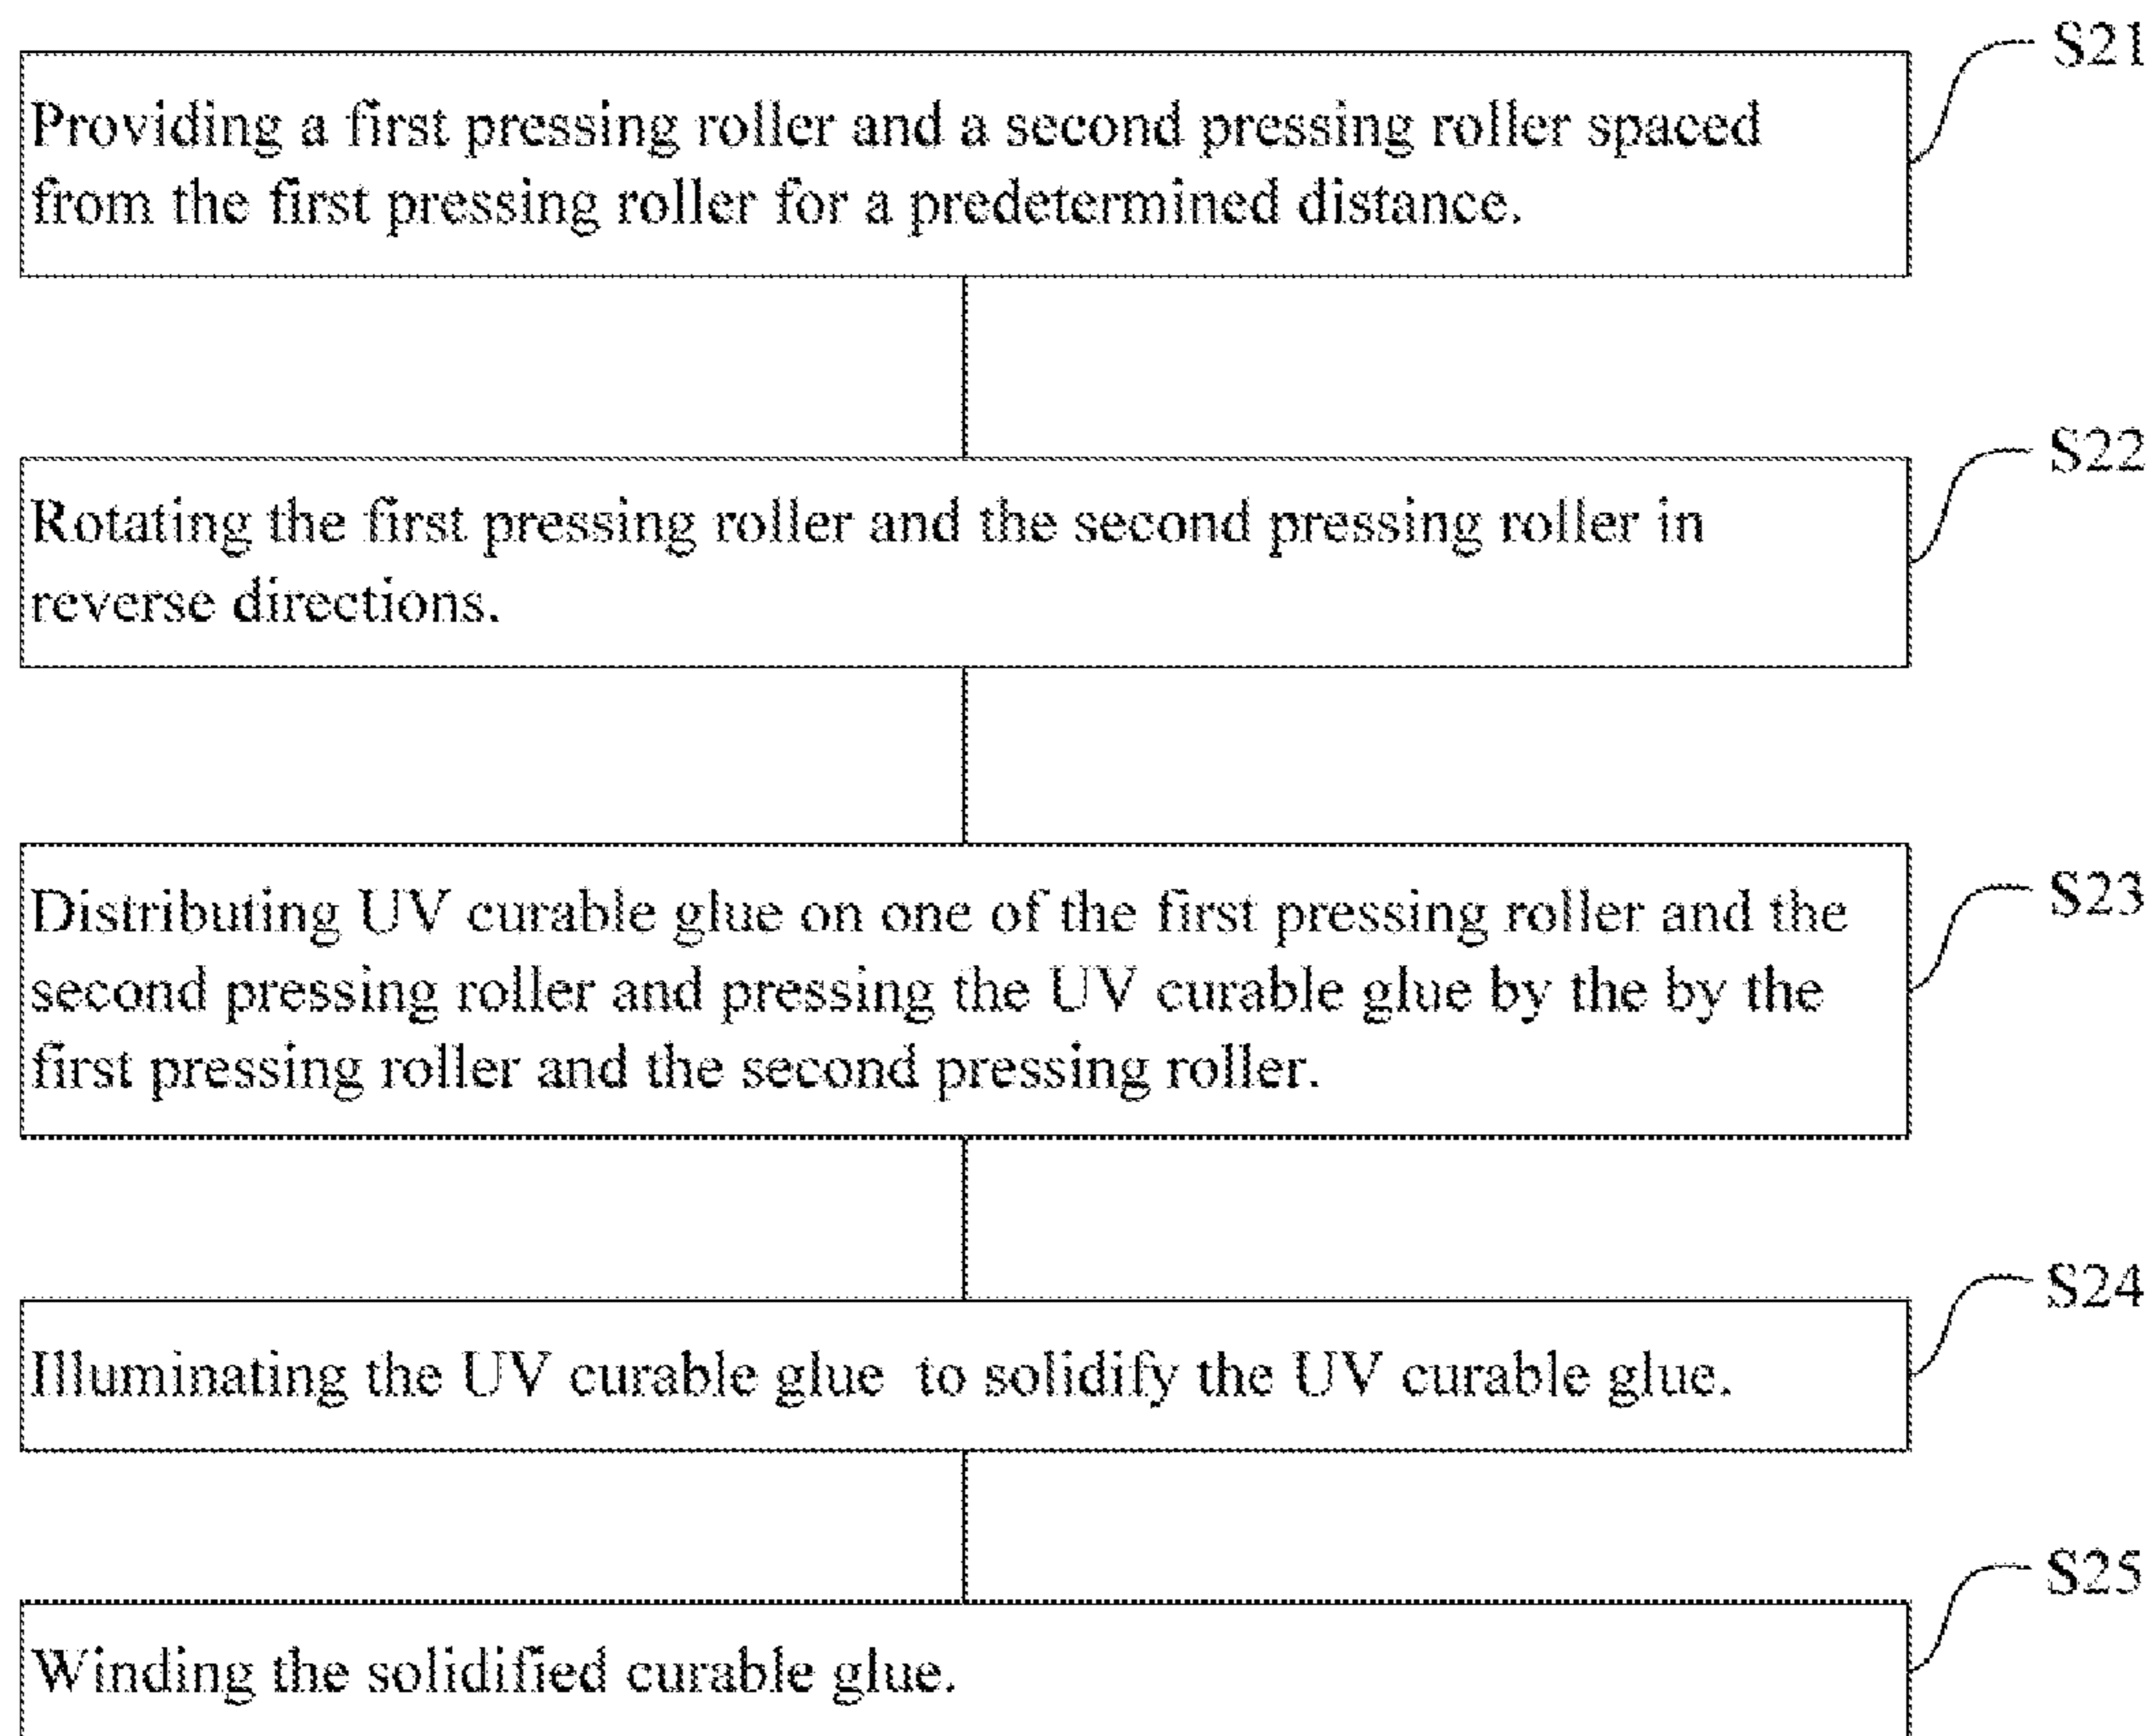 S21
Providing a first pressing roller and a second pressing roller spaced
from the first pressing roller for a predetermined distance.
S22
Rotating the first pressing roller and the second pressing roller in
reverse directions.
S23
Distributing UV curable glue on one of the first pressing roller and the
second pressing roller and pressing the UV curable glue by the by the
first pressing roller and the second pressing roller.
S24
Illuminating the UV curable glue  to solidify the UV curable glue.
S25
Winding the solidified curable glue.